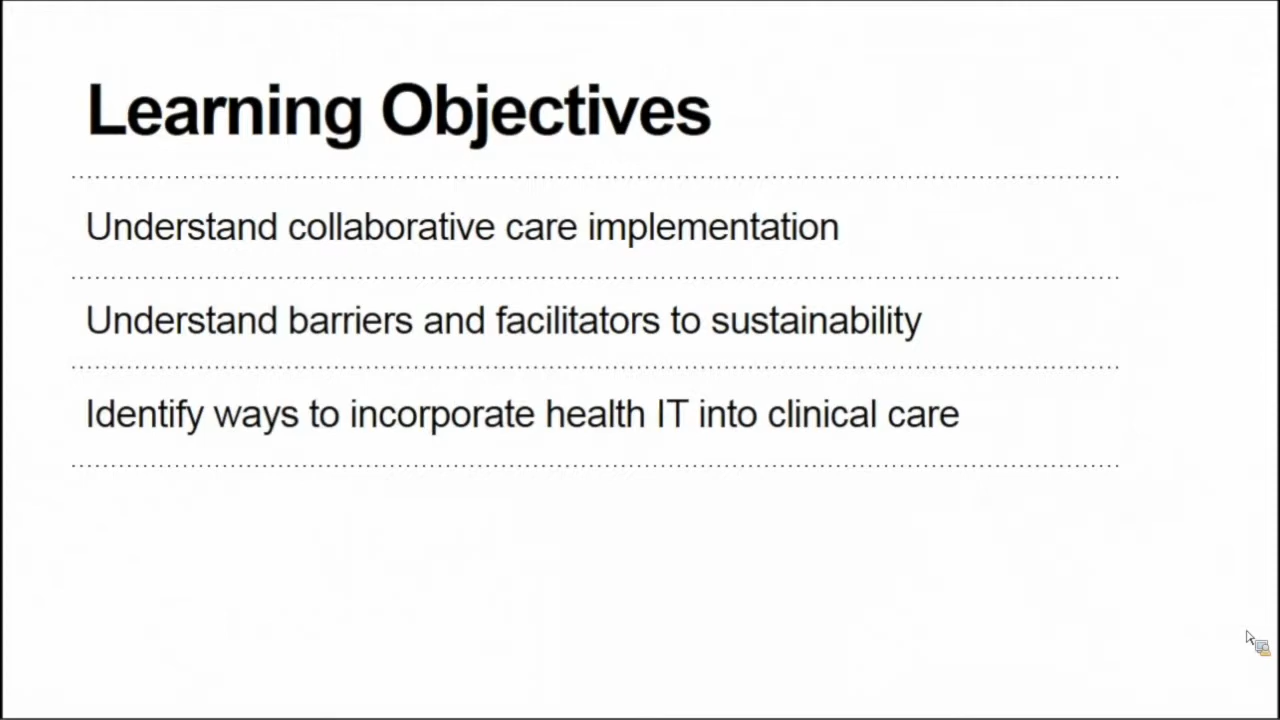 Learning Objectives
Understand collaborative care implementation
Understand barriers and facilitators to sustainability
Identify ways to incorporate health IT into clinical care